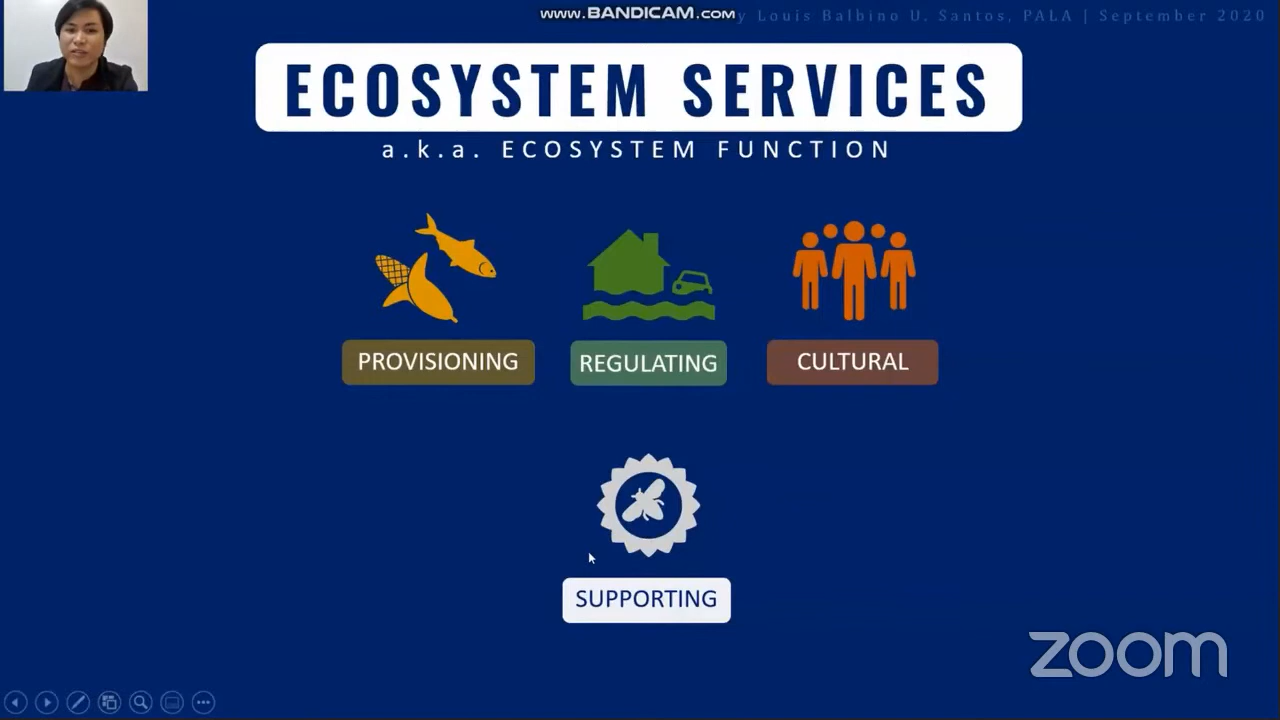 www.BANDICAM.com
y Louis Balbino U. Santos, PALA | September 2020
ECOSYSTEM SERVICES
a.k.a. ECOSYSTEM FUNCTION
PROVISIONING
REGULATING
CULTURAL
SUPPORTING
zoom